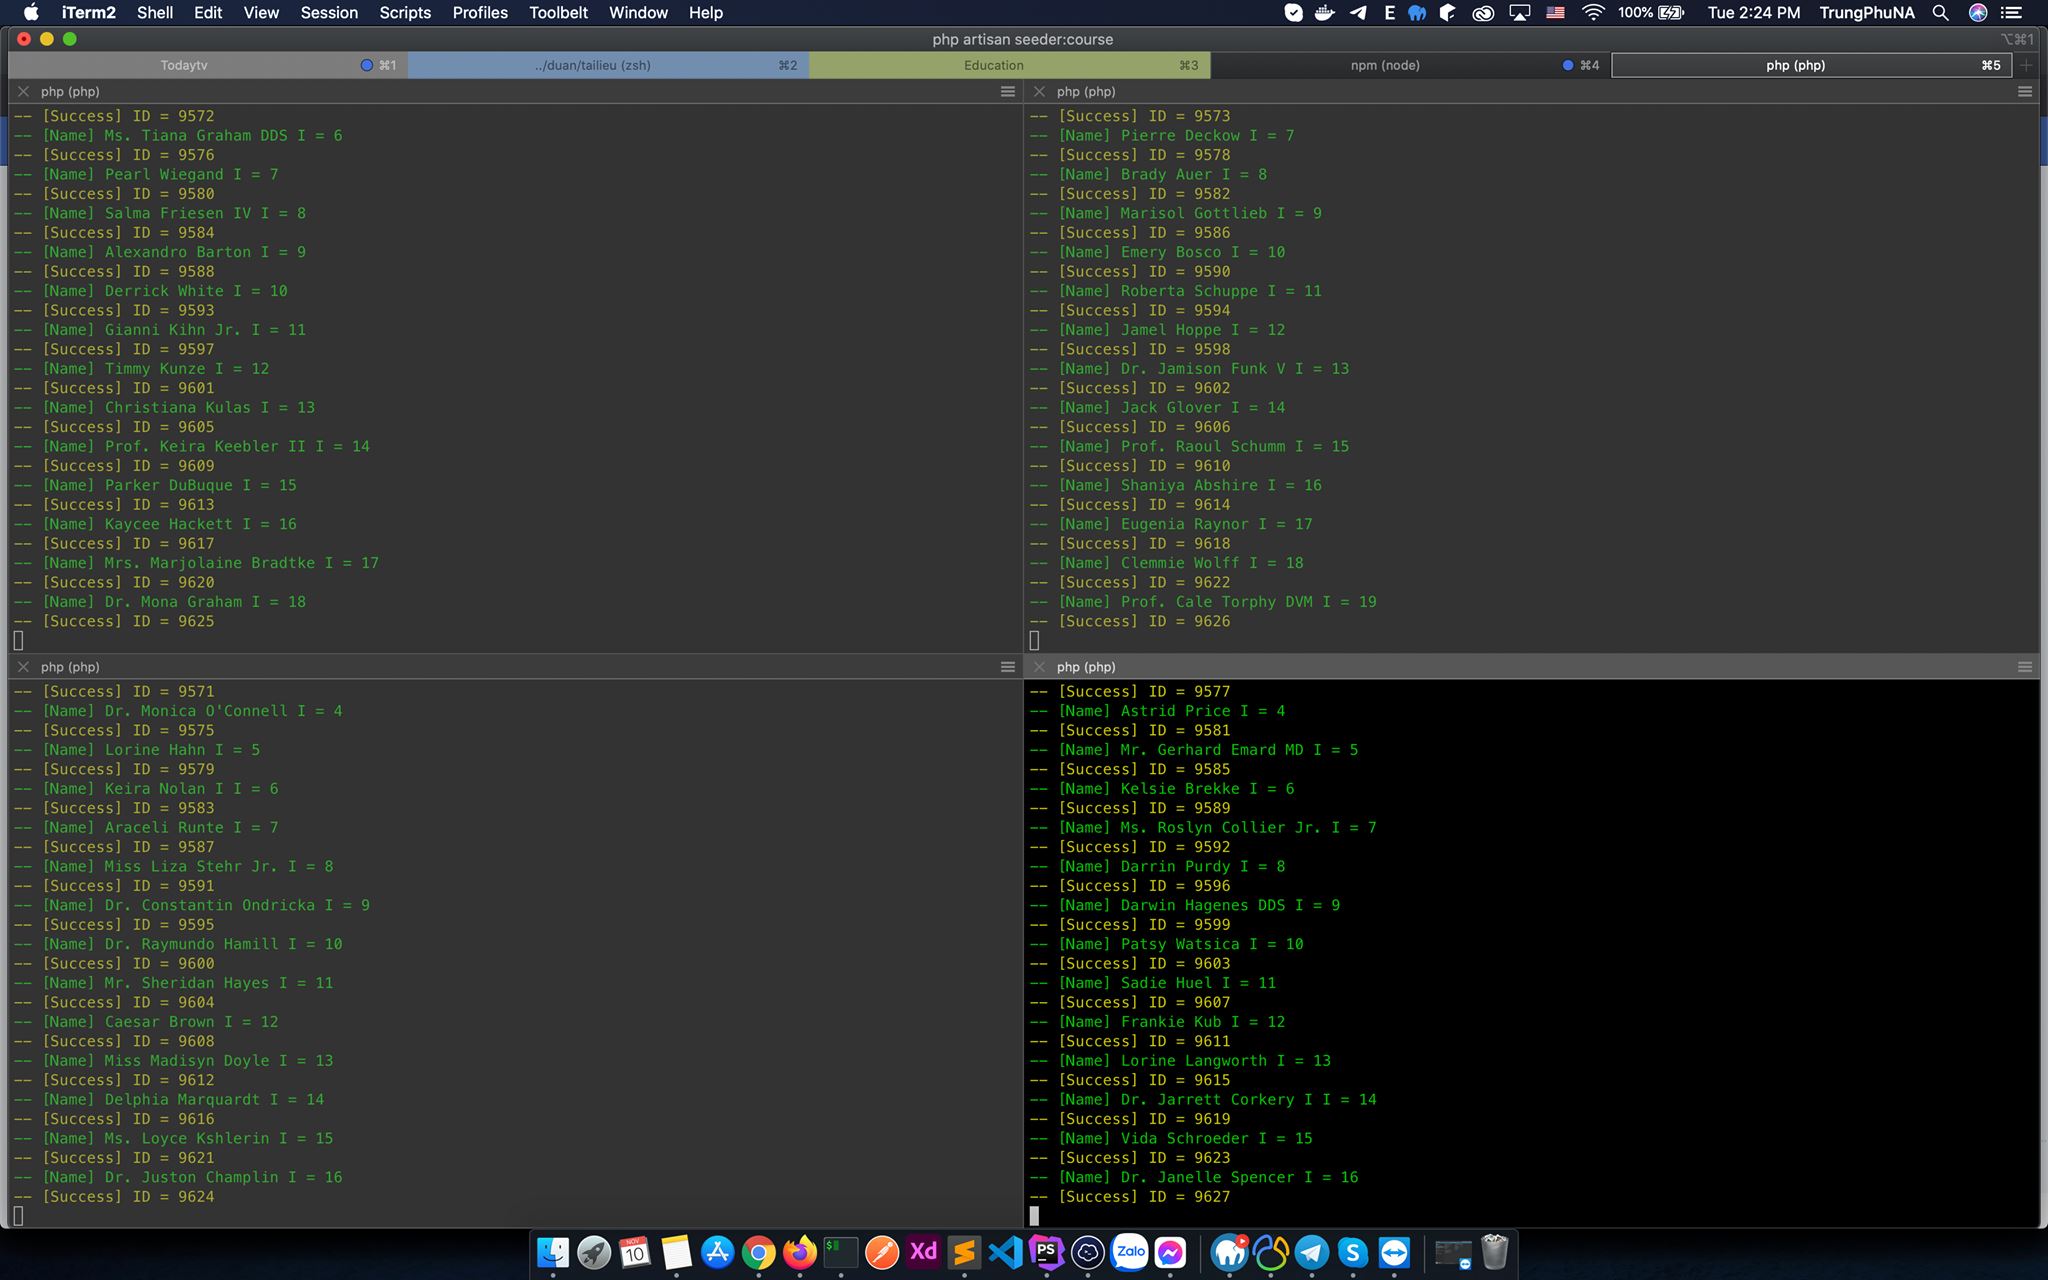 iTerm2 Shell Edit View Session Scripts Profiles Toolbelt Window Help E 100% Tue 2:24 PM TrungPhuNA
php artisan seeder:course ⌥⌘1
Todaytv ⌘1 ../duan/tailieu (zsh) ⌘2 Education ⌘3 npm (node) ⌘4 php (php) ⌘5
php (php)
-- [Success] ID = 9572
-- [Name] Ms. Tiana Graham DDS I = 6
-- [Success] ID = 9576
-- [Name] Pearl Wiegand I = 7
-- [Success] ID = 9580
-- [Name] Salma Friesen IV I = 8
-- [Success] ID = 9584
-- [Name] Alexandro Barton I = 9
-- [Success] ID = 9588
-- [Name] Derrick White I = 10
-- [Success] ID = 9593
-- [Name] Gianni Kihn Jr. I = 11
-- [Success] ID = 9597
-- [Name] Timmy Kunze I = 12
-- [Success] ID = 9601
-- [Name] Christiana Kulas I = 13
-- [Success] ID = 9605
-- [Name] Prof. Keira Keebler II I = 14
-- [Success] ID = 9609
-- [Name] Parker DuBuque I = 15
-- [Success] ID = 9613
-- [Name] Kaycee Hackett I = 16
-- [Success] ID = 9617
-- [Name] Mrs. Marjolaine Bradtke I = 17
-- [Success] ID = 9620
-- [Name] Dr. Mona Graham I = 18
-- [Success] ID = 9625
php (php)
-- [Success] ID = 9573
-- [Name] Pierre Deckow I = 7
-- [Success] ID = 9578
-- [Name] Brady Auer I = 8
-- [Success] ID = 9582
-- [Name] Marisol Gottlieb I = 9
-- [Success] ID = 9586
-- [Name] Emery Bosco I = 10
-- [Success] ID = 9590
-- [Name] Roberta Schuppe I = 11
-- [Success] ID = 9594
-- [Name] Jamel Hoppe I = 12
-- [Success] ID = 9598
-- [Name] Dr. Jamison Funk V I = 13
-- [Success] ID = 9602
-- [Name] Jack Glover I = 14
-- [Success] ID = 9606
-- [Name] Prof. Raoul Schumm I = 15
-- [Success] ID = 9610
-- [Name] Shaniya Abshire I = 16
-- [Success] ID = 9614
-- [Name] Eugenia Raynor I = 17
-- [Success] ID = 9618
-- [Name] Clemmie Wolff I = 18
-- [Success] ID = 9622
-- [Name] Prof. Cale Torphy DVM I = 19
-- [Success] ID = 9626
php (php)
-- [Success] ID = 9571
-- [Name] Dr. Monica O'Connell I = 4
-- [Success] ID = 9575
-- [Name] Lorine Hahn I = 5
-- [Success] ID = 9579
-- [Name] Keira Nolan I I = 6
-- [Success] ID = 9583
-- [Name] Araceli Runte I = 7
-- [Success] ID = 9587
-- [Name] Miss Liza Stehr Jr. I = 8
-- [Success] ID = 9591
-- [Name] Dr. Constantin Ondricka I = 9
-- [Success] ID = 9595
-- [Name] Dr. Raymundo Hamill I = 10
-- [Success] ID = 9600
-- [Name] Mr. Sheridan Hayes I = 11
-- [Success] ID = 9604
-- [Name] Caesar Brown I = 12
-- [Success] ID = 9608
-- [Name] Miss Madisyn Doyle I = 13
-- [Success] ID = 9612
-- [Name] Delphia Marquardt I = 14
-- [Success] ID = 9616
-- [Name] Ms. Loyce Kshlerin I = 15
-- [Success] ID = 9621
-- [Name] Dr. Juston Champlin I = 16
-- [Success] ID = 9624
php (php)
-- [Success] ID = 9577
-- [Name] Astrid Price I = 4
-- [Success] ID = 9581
-- [Name] Mr. Gerhard Emard MD I = 5
-- [Success] ID = 9585
-- [Name] Kelsie Brekke I = 6
-- [Success] ID = 9589
-- [Name] Ms. Roslyn Collier Jr. I = 7
-- [Success] ID = 9592
-- [Name] Darrin Purdy I = 8
-- [Success] ID = 9596
-- [Name] Darwin Hagenes DDS I = 9
-- [Success] ID = 9599
-- [Name] Patsy Watsica I = 10
-- [Success] ID = 9603
-- [Name] Sadie Huel I = 11
-- [Success] ID = 9607
-- [Name] Frankie Kub I = 12
-- [Success] ID = 9611
-- [Name] Lorine Langworth I = 13
-- [Success] ID = 9615
-- [Name] Dr. Jarrett Corkery I I = 14
-- [Success] ID = 9619
-- [Name] Vida Schroeder I = 15
-- [Success] ID = 9623
-- [Name] Dr. Janelle Spencer I = 16
-- [Success] ID = 9627
NOV 10 $ Xd PS Zalo